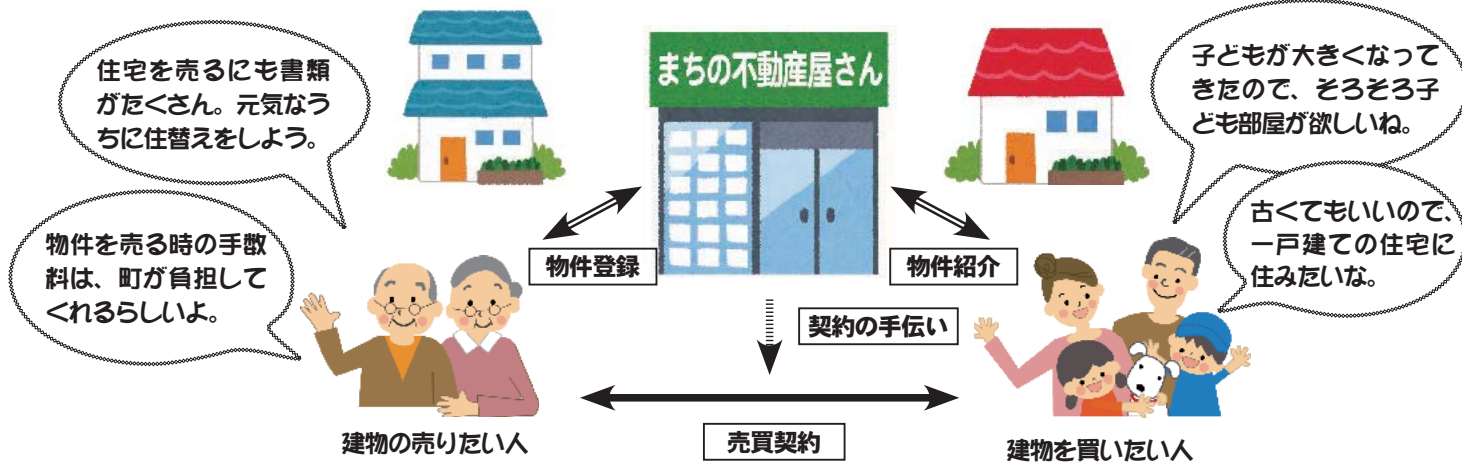 住宅を売るにも書類
がたくさん。元気なう
ちに住替えをしよう。
物件を売る時の手数
料は、町が負担して
くれるらしいよ。
まちの不動産屋さん
子どもが大きくなって
きたので、そろそろ子
ども部屋が欲しいね。
古くてもいいので、
一戸建ての住宅に
住みたいな。
物件登録
物件紹介
契約の手伝い
売買契約
建物の売りたい人
建物を買いたい人